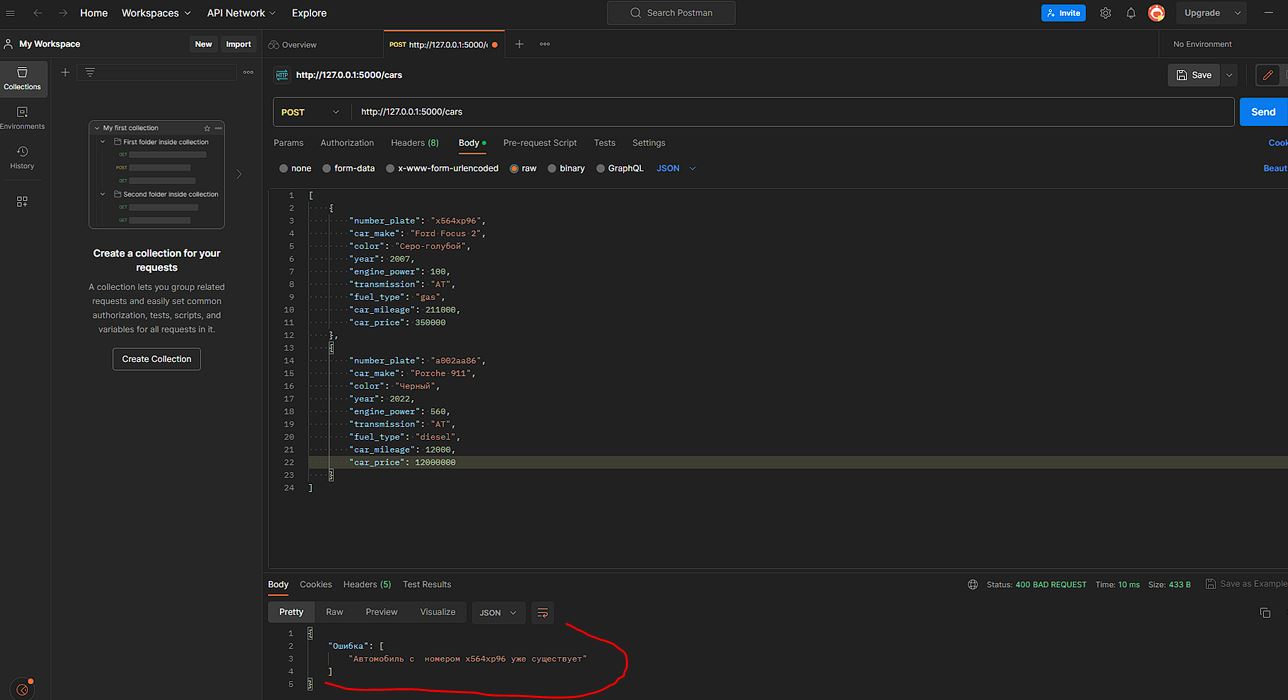 Home Workspaces API Network Explore Search Postman Invite Upgrade
My Workspace New Import Overview POST http://127.0.0.1:5000/ No Environment
Collections
Environments
History
My first collection
First folder inside collection
GET
POST
GET
Second folder inside collection
GET
GET
Create a collection for your
requests
A collection lets you group related
requests and easily set common
authorization, tests, scripts, and
variables for all requests in it.
Create Collection
HTTP http://127.0.0.1:5000/cars Save
POST http://127.0.0.1:5000/cars Send
Params Authorization Headers (8) Body Pre-request Script Tests Settings Cook
none form-data x-www-form-urlencoded raw binary GraphQL JSON Beaut
1 [
2 {
3 "number_plate": "x564xp96",
4 "car_make": "Ford Focus 2",
5 "color": "Серо-голубой",
6 "year": 2007,
7 "engine_power": 100,
8 "transmission": "AT",
9 "fuel_type": "gas",
10 "car_mileage": 211000,
11 "car_price": 350000
12 },
13 {
14 "number_plate": "a002aa86",
15 "car_make": "Porche 911",
16 "color": "Черный",
17 "year": 2022,
18 "engine_power": 560,
19 "transmission": "AT",
20 "fuel_type": "diesel",
21 "car_mileage": 12000,
22 "car_price": 12000000
23 }
24 ]
Body Cookies Headers (5) Test Results Status: 400 BAD REQUEST Time: 10 ms Size: 433 B Save as Example
Pretty Raw Preview Visualize JSON
1 {
2 "Ошибка": [
3 "Автомобиль с  номером x564xp96 уже существует"
4 ]
5 }